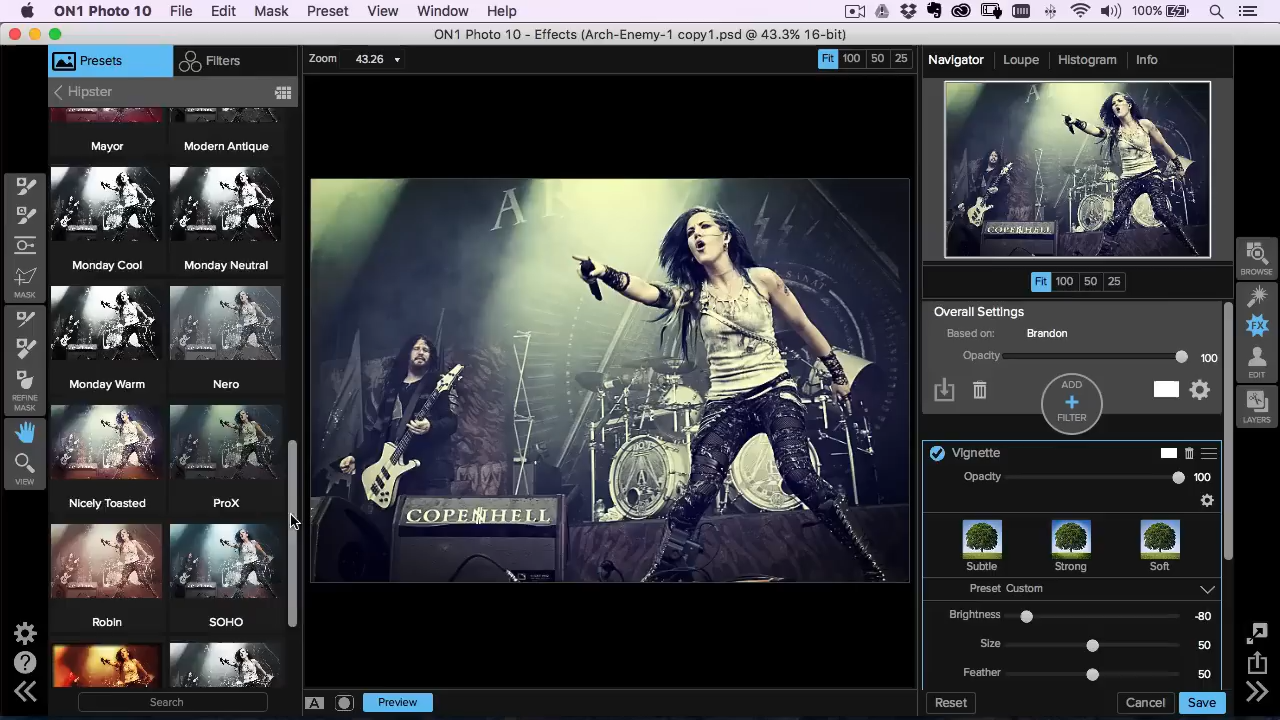 ON1 Photo 10 File Edit Mask Preset View Window Help 100%
ON1 Photo 10 - Effects (Arch-Enemy-1 copy1.psd @ 43.3% 16-bit)
Presets Filters
Hipster
Mayor Modern Antique
Monday Cool Monday Neutral
Monday Warm Nero
Nicely Toasted ProX
Robin SOHO
Search
MASK
REFINE
MASK
VIEW
Zoom 43.26 Fit 100 50 25
AR
COPENHELL
A Preview
Navigator Loupe Histogram Info
COPENHELL
Fit 100 50 25
Overall Settings
Based on: Brandon
Opacity 100
ADD
+
FILTER
Vignette
Opacity 100
Subtle Strong Soft
Preset Custom
Brightness -80
Size 50
Feather 50
Reset Cancel Save
BROWSE
FX
EDIT
LAYERS